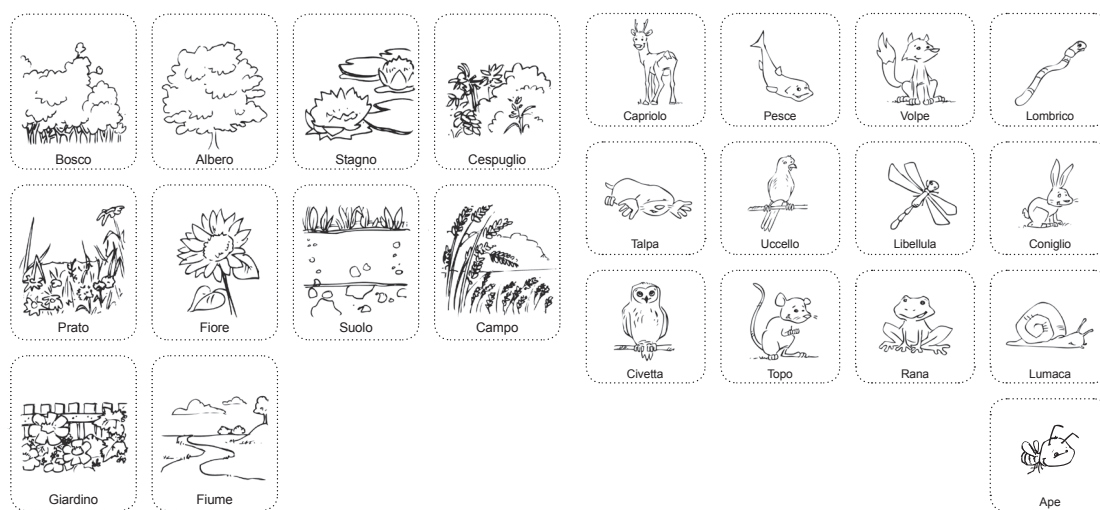 Bosco
Albero
Stagno
Cespuglio
Prato
Fiore
Suolo
Campo
Giardino
Fiume
Capriolo
Pesce
Volpe
Lombrico
Talpa
Uccello
Libellula
Coniglio
Civetta
Topo
Rana
Lumaca
Ape